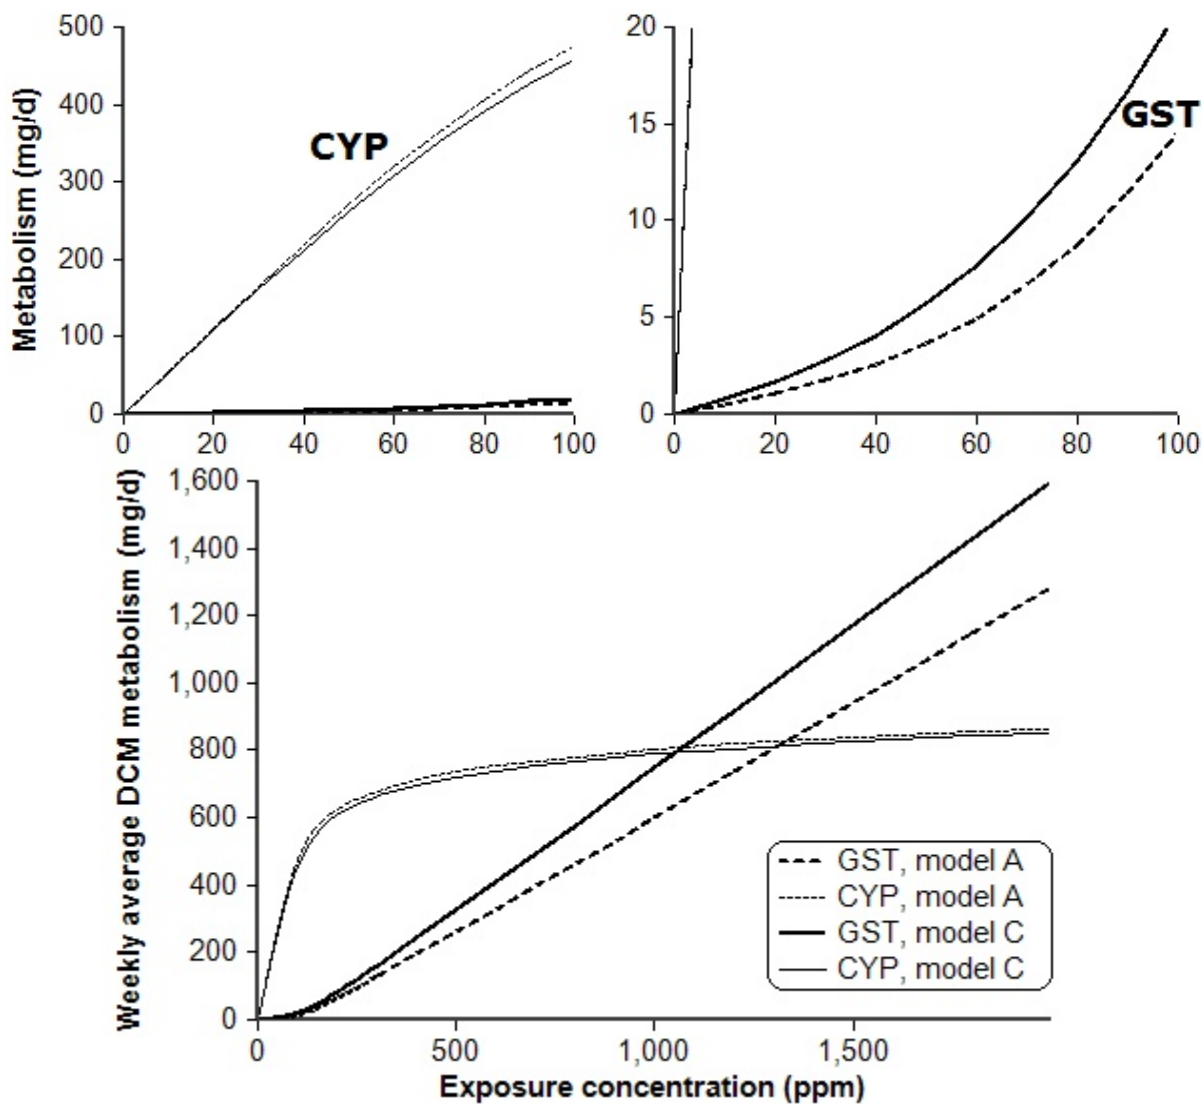 Metabolism (mg/d)
500
400
300
200
100
0
CYP
0 20 40 60 80 100
20
15
10
5
0
GST
0 20 40 60 80 100
Weekly average DCM metabolism (mg/d)
1,600
1,400
1,200
1,000
800
600
400
200
0
GST, model A
CYP, model A
GST, model C
CYP, model C
0 500 1,000 1,500
Exposure concentration (ppm)